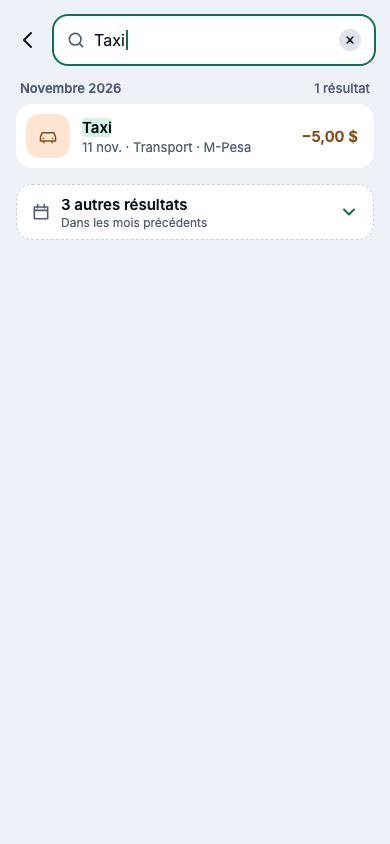 Taxi
Novembre 2026
1 résultat
Taxi
−5,00 $
11 nov. · Transport · M-Pesa
3 autres résultats
Dans les mois précédents